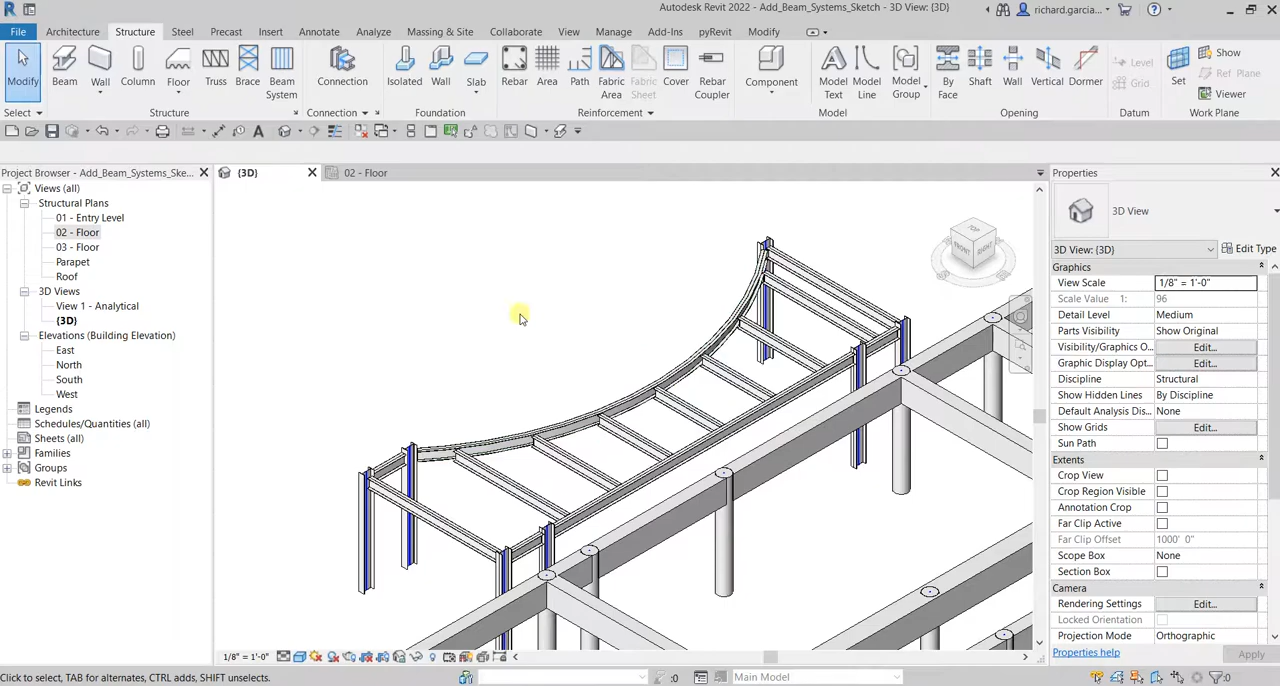 Autodesk Revit 2022 - Add_Beam_Systems_Sketch - 3D View: {3D}
richard.garcia...
File Architecture Structure Steel Precast Insert Annotate Analyze Massing & Site Collaborate View Manage Add-Ins pyRevit Modify
Modify Beam Wall Column Floor Truss Brace Beam System Connection Isolated Wall Slab Rebar Area Path Fabric Area Fabric Sheet Cover Rebar Coupler Component Model Text Model Line Model Group By Face Shaft Wall Vertical Dormer Level Grid Set Show Ref Plane Viewer
Select Structure Connection Foundation Reinforcement Model Opening Datum Work Plane
Project Browser - Add_Beam_Systems_Ske...
Views (all)
Structural Plans
01 - Entry Level
02 - Floor
03 - Floor
Parapet
Roof
3D Views
View 1 - Analytical
{3D}
Elevations (Building Elevation)
East
North
South
West
Legends
Schedules/Quantities (all)
Sheets (all)
Families
Groups
Revit Links
{3D} 02 - Floor
TOP
FRONT RIGHT
1/8" = 1'-0"
Properties
3D View
3D View: {3D} Edit Type
Graphics
View Scale 1/8" = 1'-0"
Scale Value 1: 96
Detail Level Medium
Parts Visibility Show Original
Visibility/Graphics O... Edit...
Graphic Display Opt... Edit...
Discipline Structural
Show Hidden Lines By Discipline
Default Analysis Dis... None
Show Grids Edit...
Sun Path
Extents
Crop View
Crop Region Visible
Annotation Crop
Far Clip Active
Far Clip Offset 1000' 0"
Scope Box None
Section Box
Camera
Rendering Settings Edit...
Locked Orientation
Projection Mode Orthographic
Properties help Apply
Click to select, TAB for alternates, CTRL adds, SHIFT unselects. :0 Main Model :0